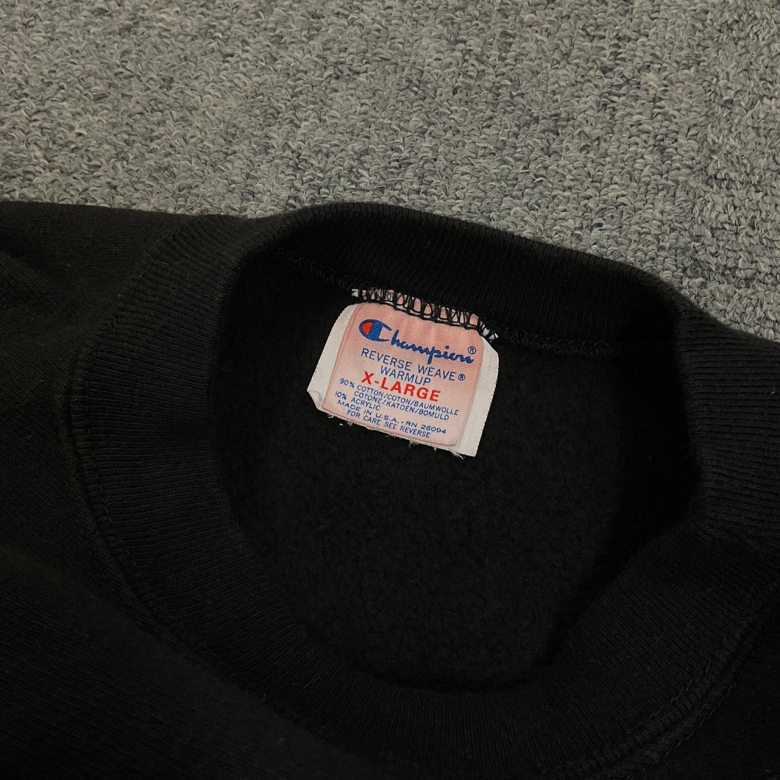 Champion®
REVERSE WEAVE®
WARMUP
X-LARGE
90% COTTON/COTON/BAUMWOLLE
COTONE/KATOEN/BOMULD
10% ACRYLIC
MADE IN U.S.A. · RN 26094
FOR CARE SEE REVERSE